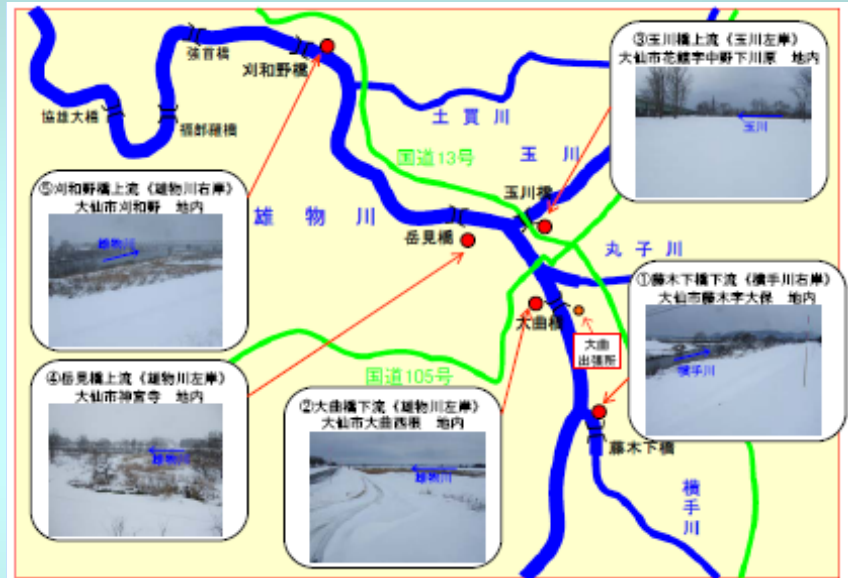 強首橋
刈和野橋
③玉川橋上流《玉川左岸》
大仙市花館字中野下川原　地内
玉川
協雄大橋
福部羅橋
土買川
国道13号
玉川
玉川橋
⑤刈和野橋上流《雄物川右岸》
大仙市刈和野　地内
雄物川
雄物川
岳見橋
丸子川
①藤木下橋下流《横手川右岸》
大仙市藤木字大保　地内
横手川
大曲橋
大曲
出張所
④岳見橋上流《雄物川左岸》
大仙市神宮寺　地内
雄物川
国道105号
②大曲橋下流《雄物川左岸》
大仙市大曲西根　地内
雄物川
藤木下橋
横手川